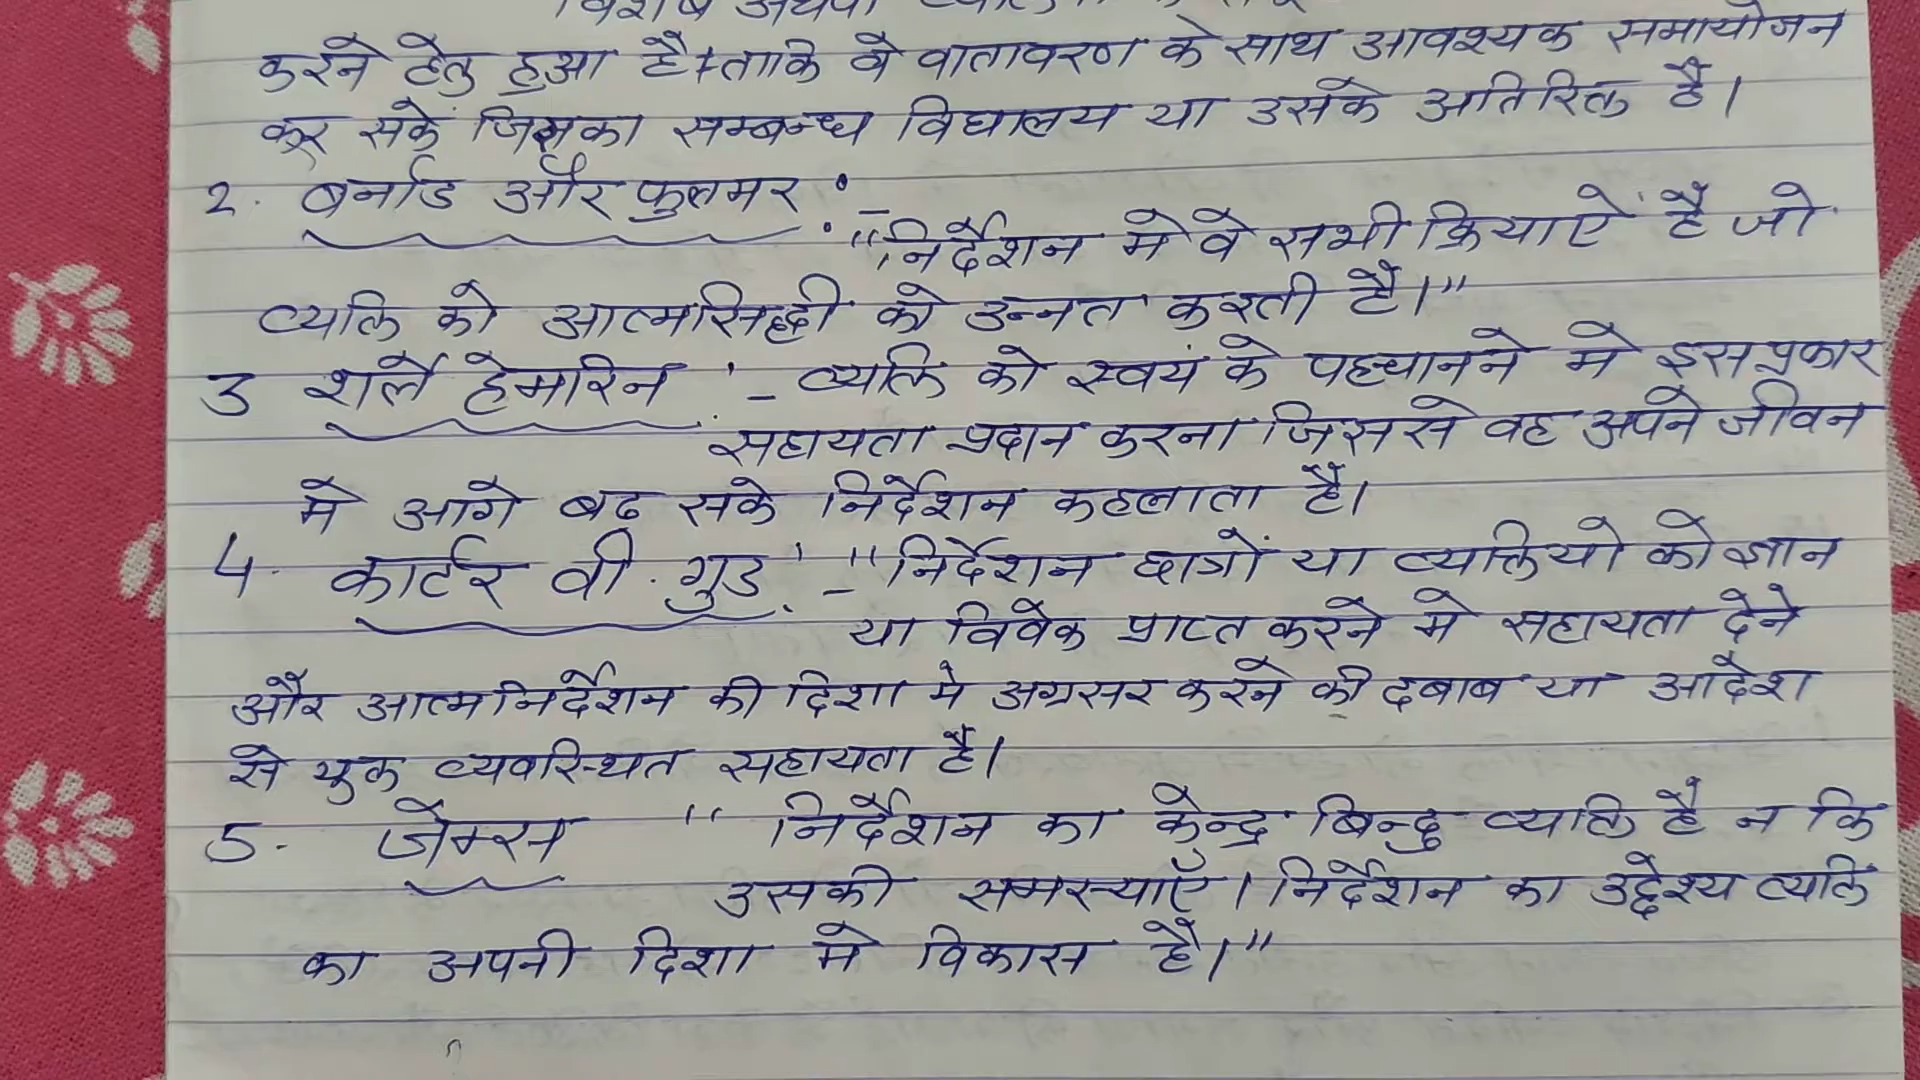 विशेष अथवा
करने हेतु हुआ है ताकि वे वातावरण के साथ आवश्यक समायोजन
कर सकें जिसका सम्बन्ध विद्यालय या उसके अतिरिक्त है।
2. बर्नाड और फुलमर :-
"निर्देशन मे वे सभी क्रियाऐं है जो
व्यक्ति को आत्मसिद्धी को उन्नत करती है।"
3 शर्ले हेमरिन :- व्यक्ति को स्वयं के पहचानने मे इस प्रकार
सहायता प्रदान करना जिससे वह अपने जीवन
मे आगे बढ सके निर्देशन कहलाता है।
4. कार्टर वी. गुड :- "निर्देशन छात्रों या व्यक्तियो को ज्ञान
या विवेक प्राप्त करने मे सहायता देने
और आत्मनिर्देशन की दिशा मे अग्रसर करने की दबाब या आदेश
से युक्त व्यवस्थित सहायता है।
5. जेम्स " निर्देशन का केन्द्र बिन्दु व्यक्ति है न कि
उसकी समस्याएँ। निर्देशन का उद्देश्य व्यक्ति
का अपनी दिशा मे विकास है।"